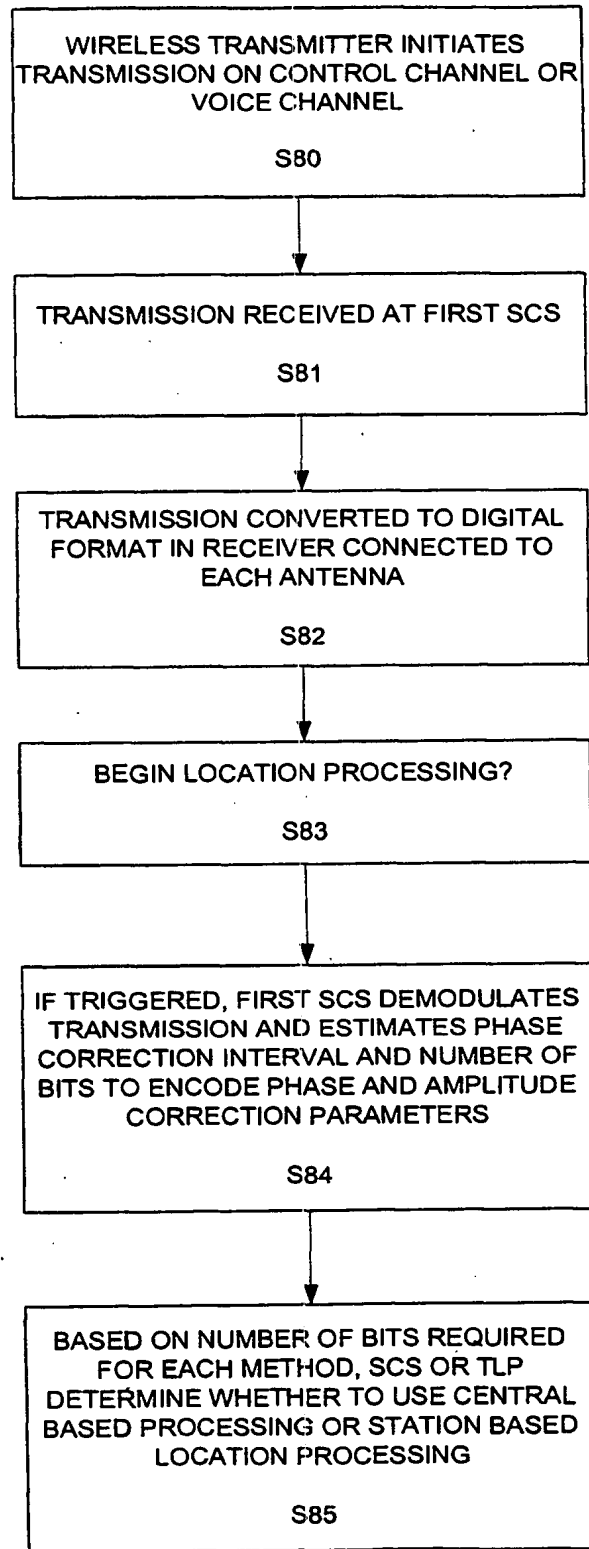 WIRELESS TRANSMITTER INITIATES
TRANSMISSION ON CONTROL CHANNEL OR
VOICE CHANNEL
S80
TRANSMISSION RECEIVED AT FIRST SCS
S81
TRANSMISSION CONVERTED TO DIGITAL
FORMAT IN RECEIVER CONNECTED TO
EACH ANTENNA
S82
BEGIN LOCATION PROCESSING?
S83
IF TRIGGERED, FIRST SCS DEMODULATES
TRANSMISSION AND ESTIMATES PHASE
CORRECTION INTERVAL AND NUMBER OF
BITS TO ENCODE PHASE AND AMPLITUDE
CORRECTION PARAMETERS
S84
BASED ON NUMBER OF BITS REQUIRED
FOR EACH METHOD, SCS OR TLP
DETERMINE WHETHER TO USE CENTRAL
BASED PROCESSING OR STATION BASED
LOCATION PROCESSING
S85